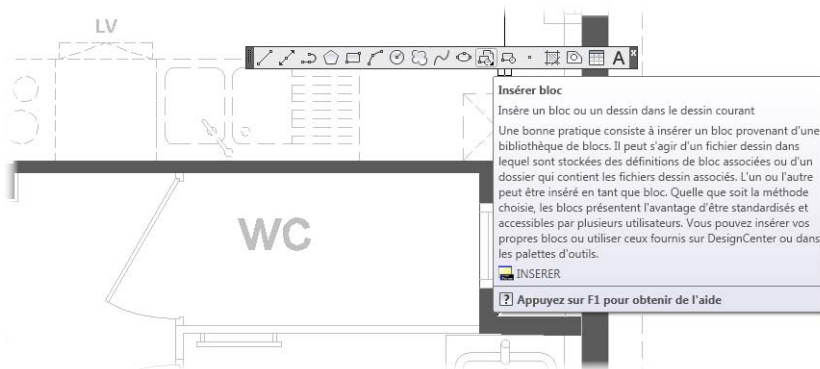 LV
A
Insérer bloc
Insère un bloc ou un dessin dans le dessin courant
Une bonne pratique consiste à insérer un bloc provenant d'une
bibliothèque de blocs. Il peut s'agir d'un fichier dessin dans
lequel sont stockées des définitions de bloc associées ou d'un
dossier qui contient les fichiers dessin associés. L'un ou l'autre
peut être inséré en tant que bloc. Quelle que soit la méthode
choisie, les blocs présentent l'avantage d'être standardisés et
accessibles par plusieurs utilisateurs. Vous pouvez insérer vos
propres blocs ou utiliser ceux fournis sur DesignCenter ou dans
les palettes d'outils.
INSERER
? Appuyez sur F1 pour obtenir de l'aide
WC